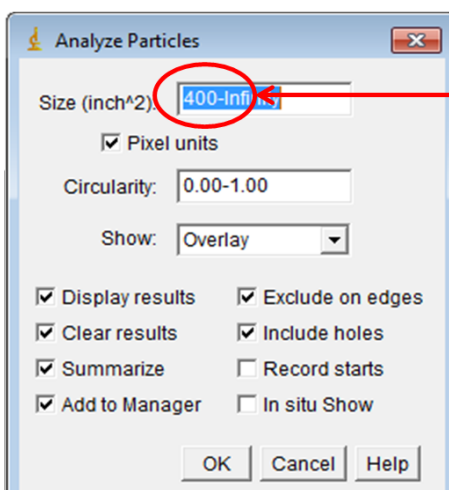 Analyze Particles
Size (inch^2): 400-Infinity
Pixel units
Circularity: 0.00-1.00
Show: Overlay
Display results Exclude on edges
Clear results Include holes
Summarize Record starts
Add to Manager In situ Show
OK Cancel Help